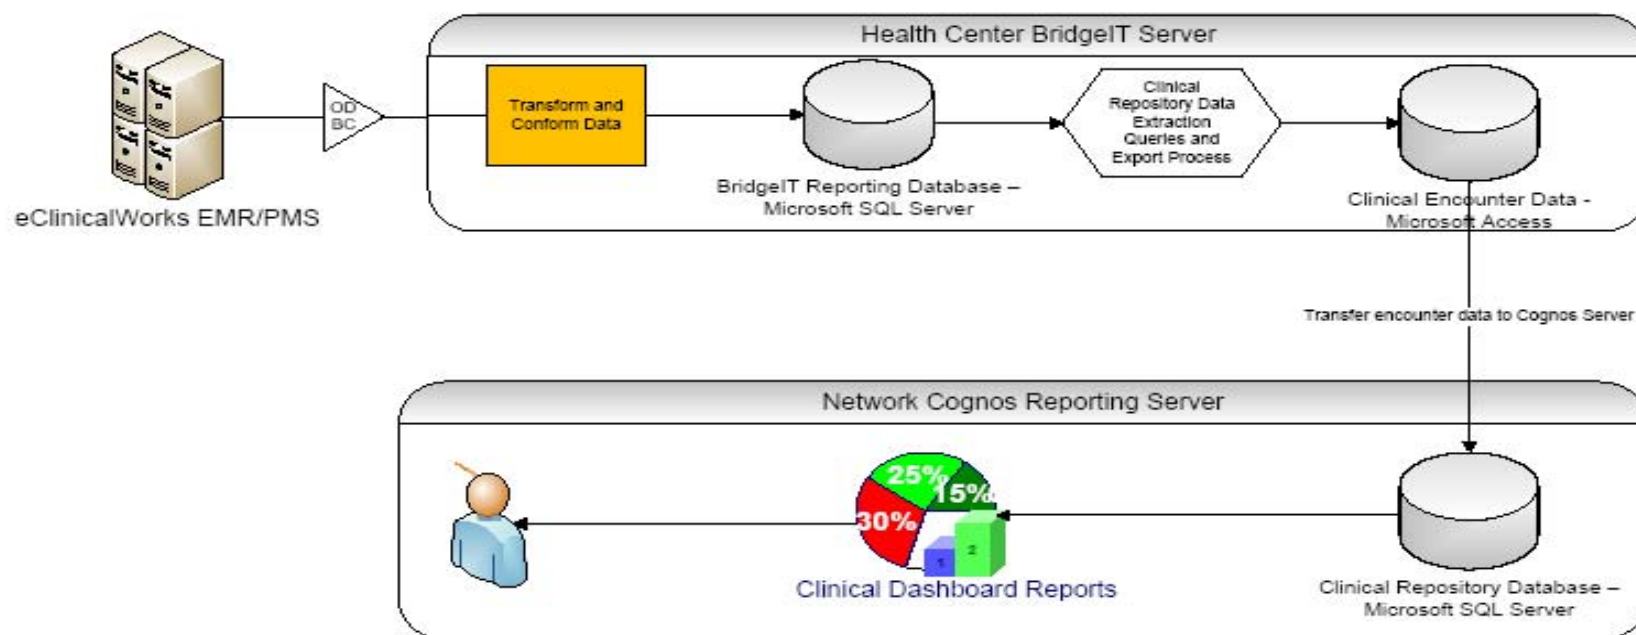 Health Center BridgeIT Server
OD
BC
Transform and
Conform Data
Clinical
Repository Data
Extraction
Queries and
Export Process
BridgeIT Reporting Database –
Microsoft SQL Server
Clinical Encounter Data -
Microsoft Access
eClinicalWorks EMR/PMS
Transfer encounter data to Cognos Server
Network Cognos Reporting Server
25%
15%
30%
1
2
Clinical Dashboard Reports
Clinical Repository Database –
Microsoft SQL Server